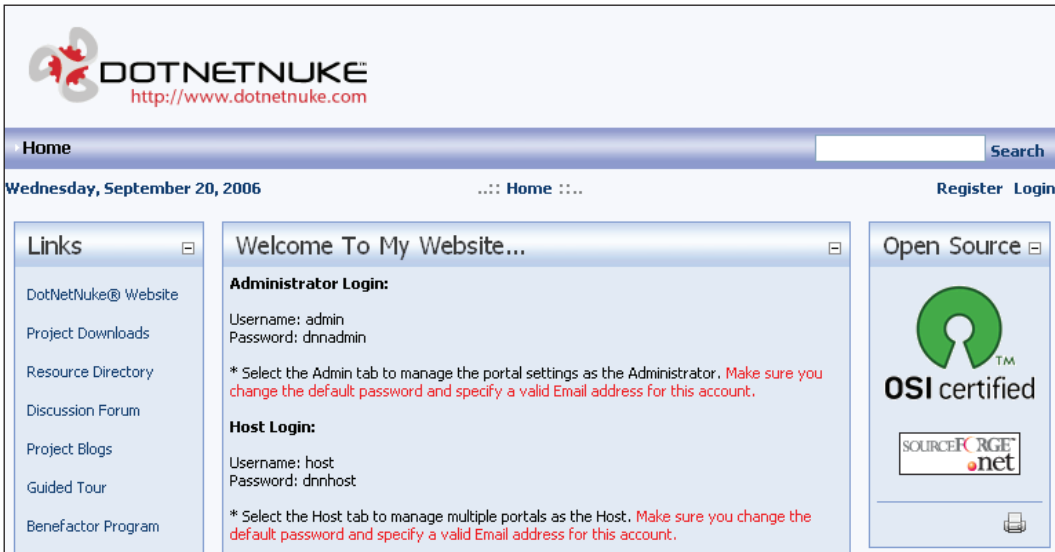 DOTNETNUKE™
http://www.dotnetnuke.com
Home
Search
Wednesday, September 20, 2006
..:: Home ::..
Register Login
Links
DotNetNuke® Website
Project Downloads
Resource Directory
Discussion Forum
Project Blogs
Guided Tour
Benefactor Program
Welcome To My Website...
Administrator Login:
Username: admin
Password: dnnadmin
* Select the Admin tab to manage the portal settings as the Administrator. Make sure you
change the default password and specify a valid Email address for this account.
Host Login:
Username: host
Password: dnnhost
* Select the Host tab to manage multiple portals as the Host. Make sure you change the
default password and specify a valid Email address for this account.
Open Source
TM
OSI certified
SOURCEFORGE™
.net